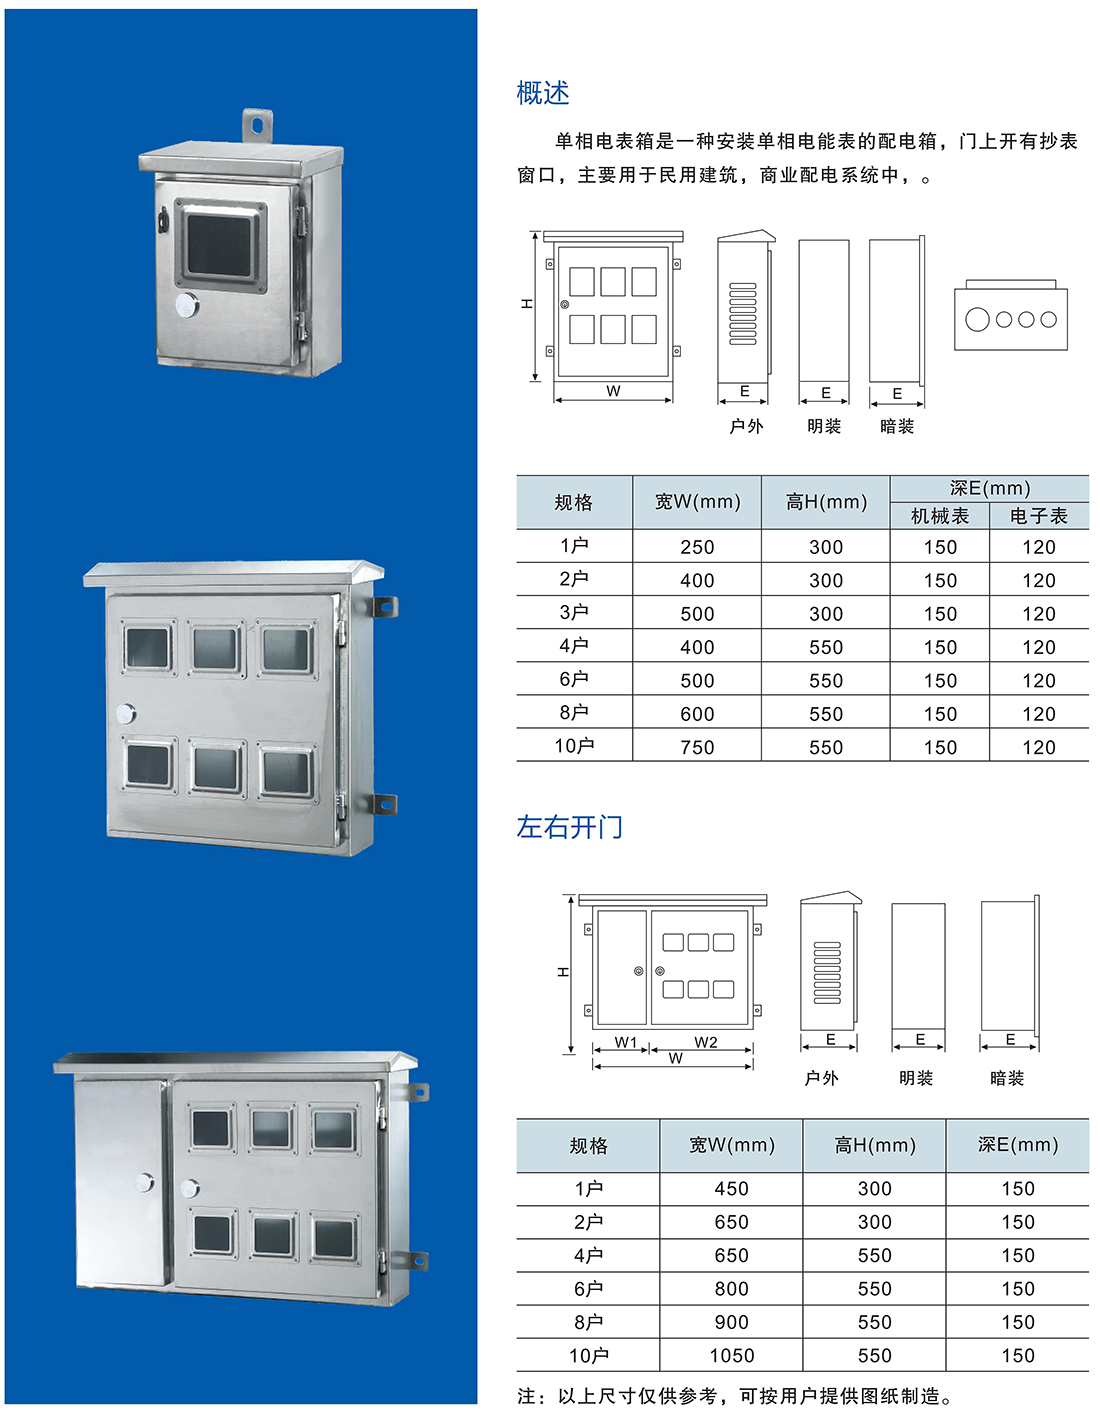 概述
单相电表箱是一种安装单相电能表的配电箱，门上开有抄表
窗口，主要用于民用建筑，商业配电系统中，。
H
W
E
E
E
户外
明装
暗装
规格 宽W(mm) 高H(mm) 深E(mm)
机械表 电子表
1户 250 300 150 120
2户 400 300 150 120
3户 500 300 150 120
4户 400 550 150 120
6户 500 550 150 120
8户 600 550 150 120
10户 750 550 150 120
左右开门
H
W1 W2
W
E
E
E
户外
明装
暗装
规格 宽W(mm) 高H(mm) 深E(mm)
1户 450 300 150
2户 650 300 150
4户 650 550 150
6户 800 550 150
8户 900 550 150
10户 1050 550 150
注：以上尺寸仅供参考，可按用户提供图纸制造。